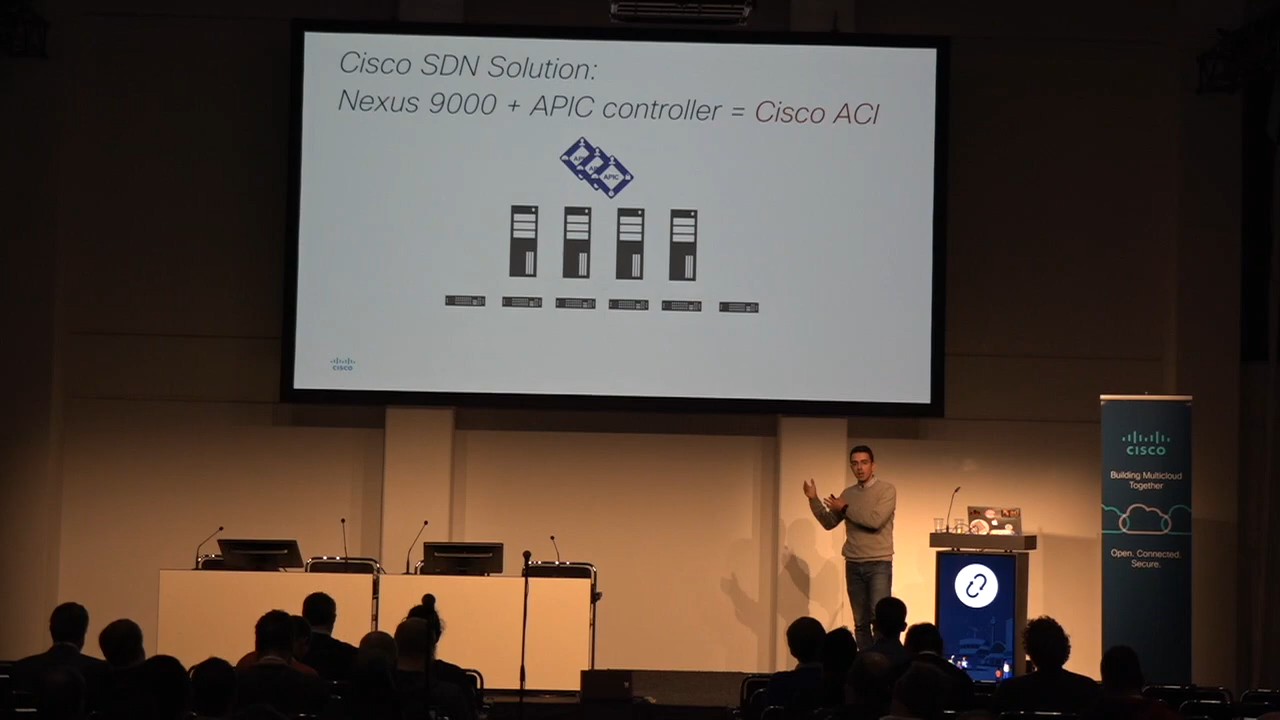 Cisco SDN Solution:
Nexus 9000 + APIC controller = Cisco ACI
APIC
CISCO
CISCO
Building Multicloud
Together
Open. Connected.
Secure.